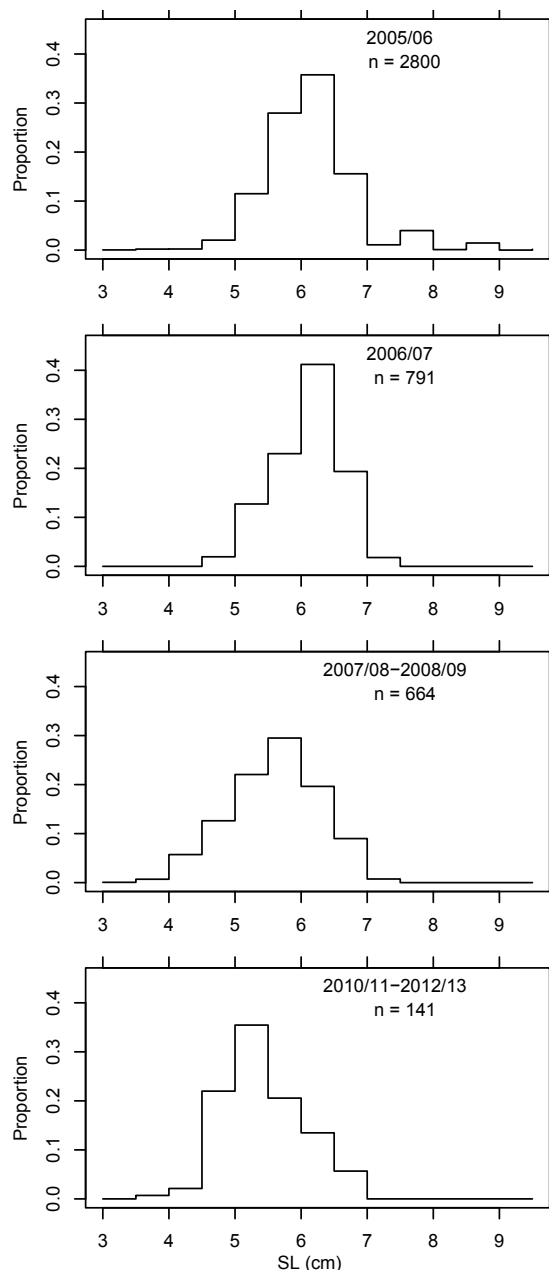 2005/06
n = 2800
Proportion
0.0 0.1 0.2 0.3 0.4
3 4 5 6 7 8 9
2006/07
n = 791
Proportion
0.0 0.1 0.2 0.3 0.4
3 4 5 6 7 8 9
2007/08−2008/09
n = 664
Proportion
0.0 0.1 0.2 0.3 0.4
3 4 5 6 7 8 9
2010/11−2012/13
n = 141
Proportion
0.0 0.1 0.2 0.3 0.4
3 4 5 6 7 8 9
SL (cm)